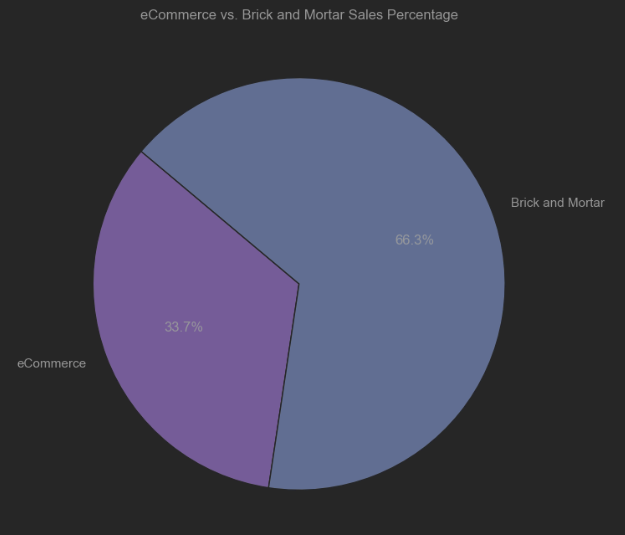 eCommerce vs. Brick and Mortar Sales Percentage
Brick and Mortar
66.3%
33.7%
eCommerce